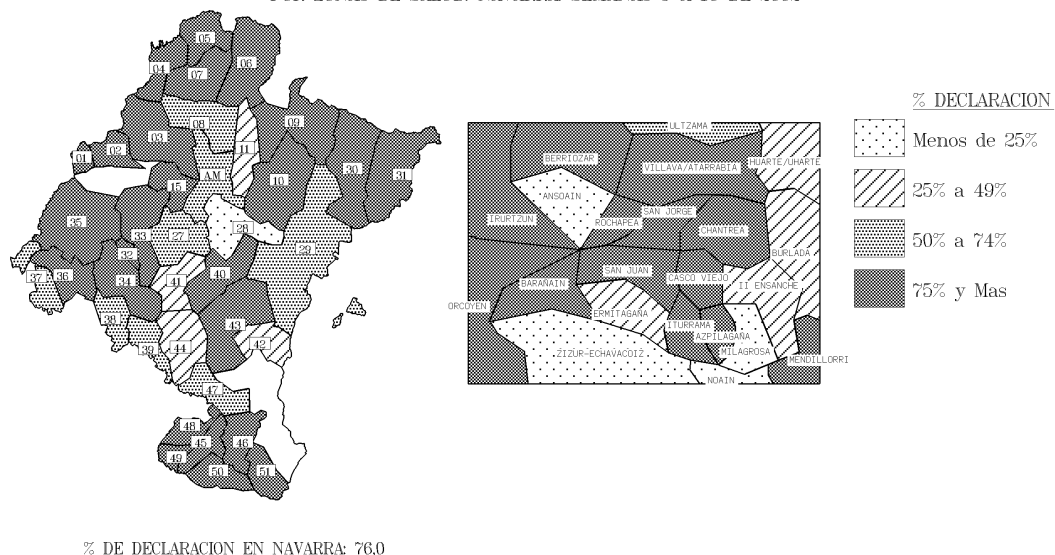 05
04
06
07
08
09
03
11
02
01
30
31
AM
10
15
35
33
27
28
29
32
36
37
34
41
40
38
43
39
44
42
47
48
45
46
49
50
51
% DE DECLARACION EN NAVARRA: 76.0
ULTZAMA
BERRIOZAR
VILLAVA/ATARRABIA
HUARTE/UHARTE
ANSOAIN
IRURTZUN
ROCHAPEA
SAN JORGE
CHANTREA
BURLADA
SAN JUAN
CASCO VIEJO
BARAÑAIN
II ENSANCHE
ORCOYEN
ERMITAGAÑA
ITURRAMA
AZPILAGAÑA
ZIZUR-ECHAVACOIZ
MILAGROSA
MENDILLORRI
NOAIN
% DECLARACION
Menos de 25%
25% a 49%
50% a 74%
75% y Mas